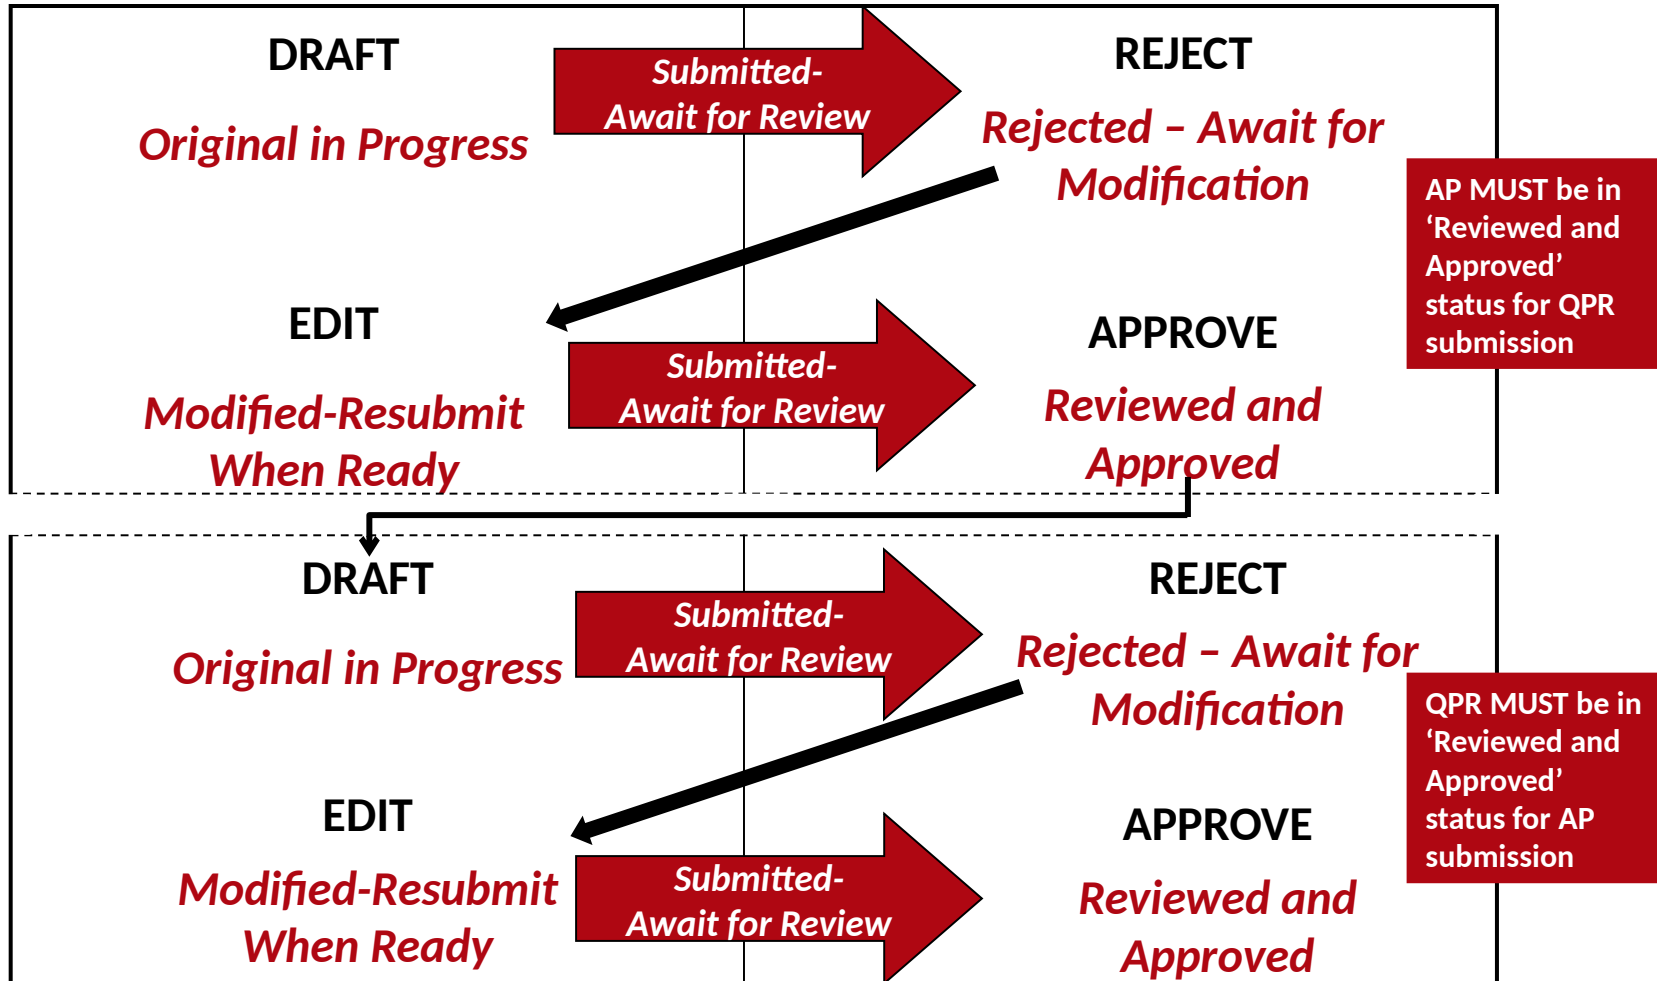 DRAFT
Original in Progress
Submitted-
Await for Review
REJECT
Rejected – Await for
Modification
EDIT
Modified-Resubmit
When Ready
Submitted-
Await for Review
APPROVE
Reviewed and
Approved
AP MUST be in
‘Reviewed and
Approved’
status for QPR
submission
DRAFT
Original in Progress
Submitted-
Await for Review
REJECT
Rejected – Await for
Modification
EDIT
Modified-Resubmit
When Ready
Submitted-
Await for Review
APPROVE
Reviewed and
Approved
QPR MUST be in
‘Reviewed and
Approved’
status for AP
submission